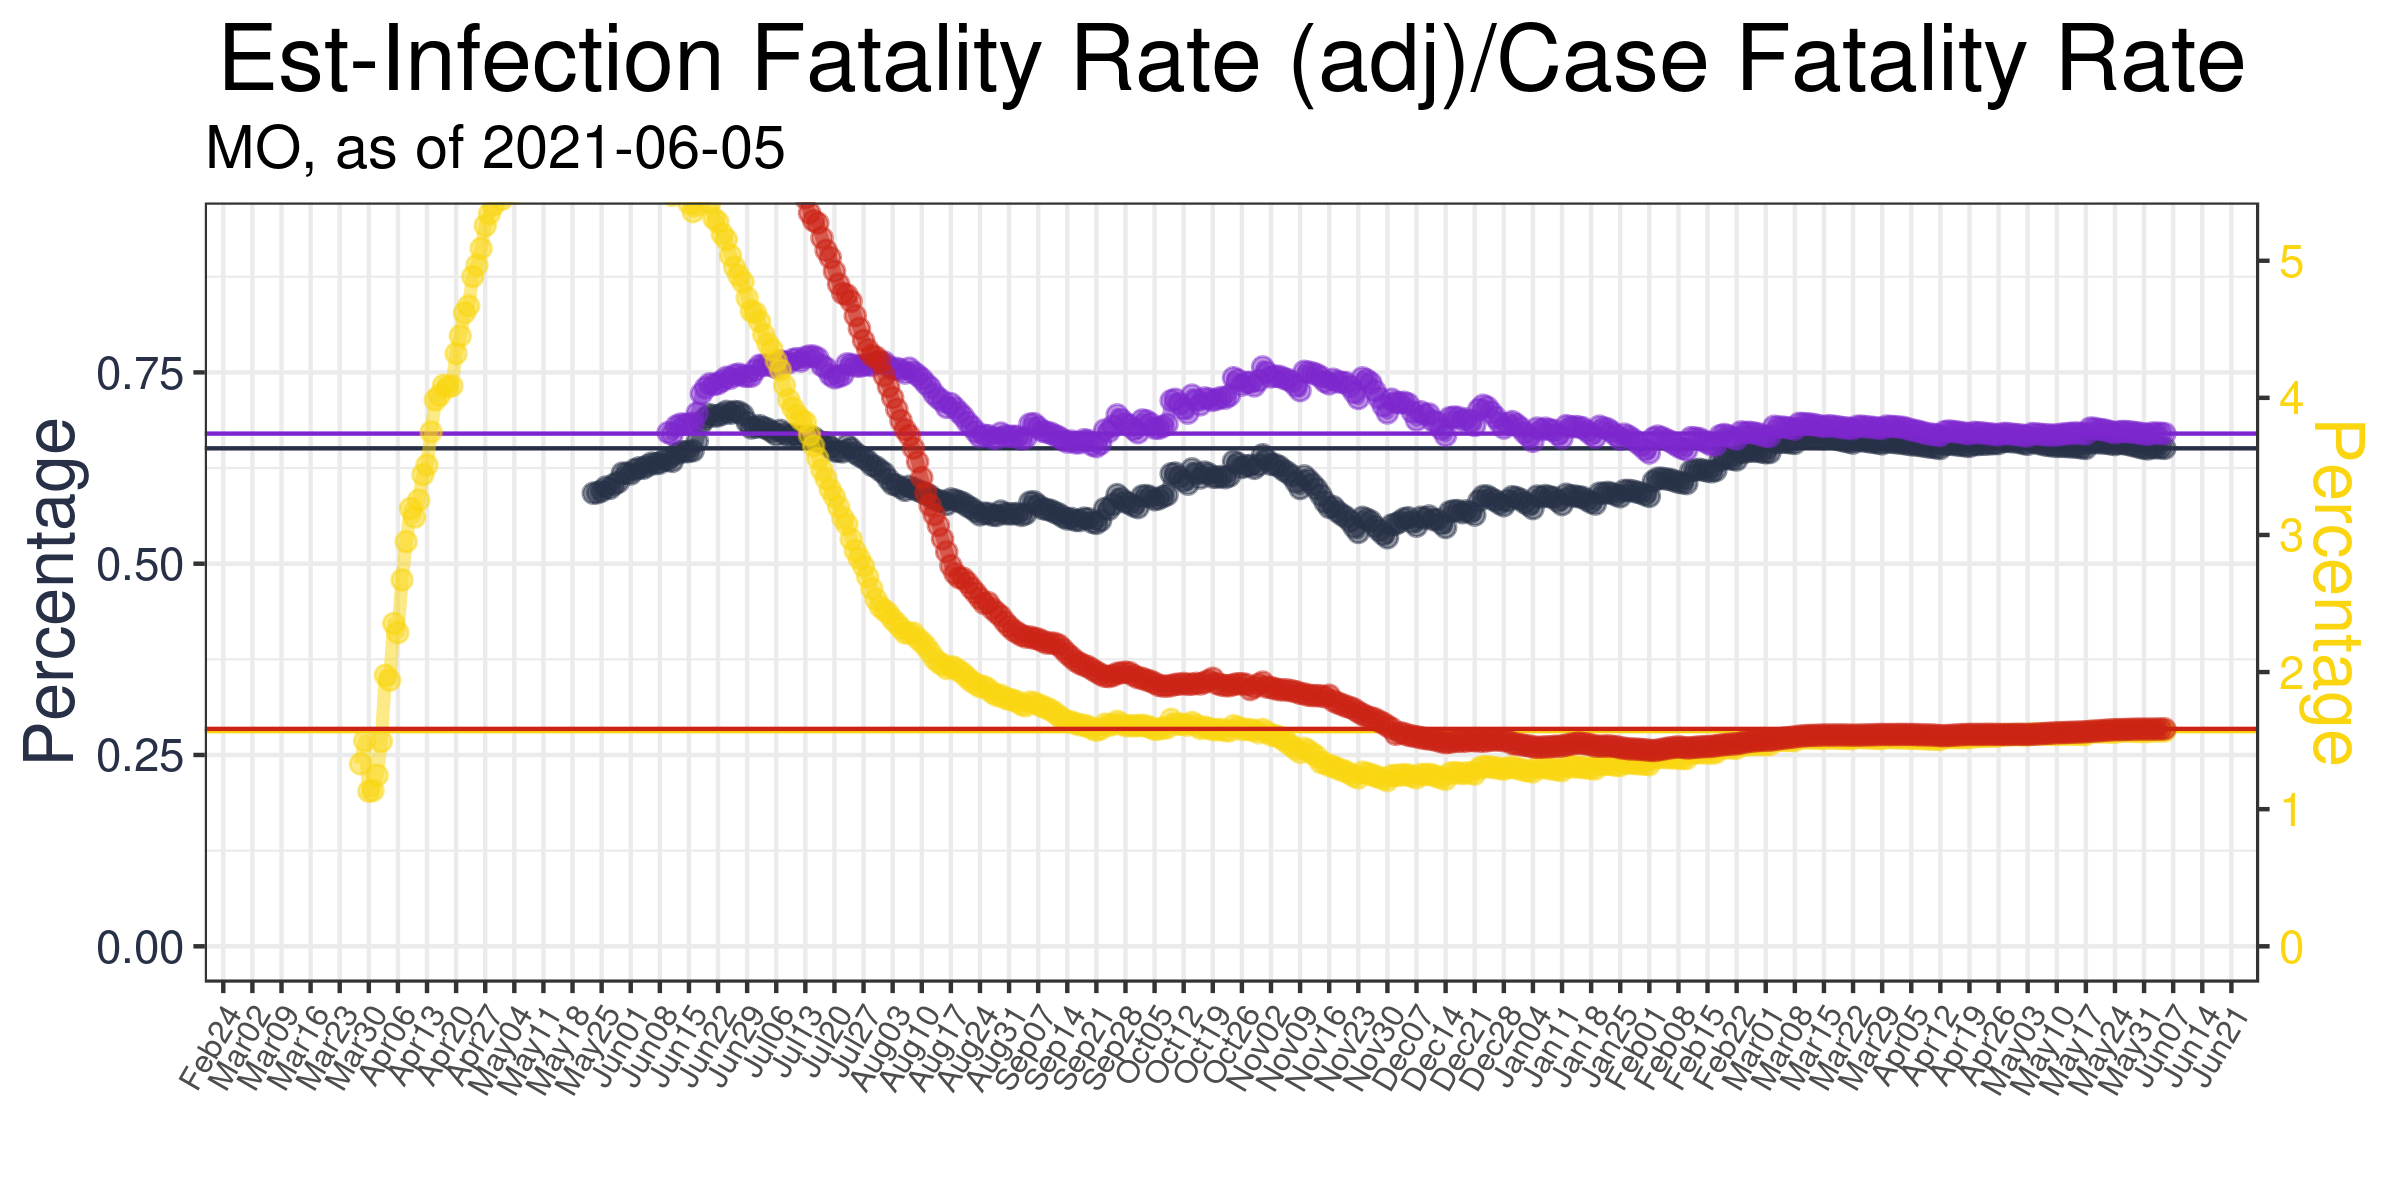 Est-Infection Fatality Rate (adj)/Case Fatality Rate
MO, as of 2021-06-05
Percentage
0.75
0.50
0.25
0.00
5
4
3
2
1
0
Percentage
Feb24
Mar02
Mar09
Mar16
Mar23
Mar30
Apr06
Apr13
Apr20
Apr27
May04
May11
May18
May25
Jun01
Jun08
Jun15
Jun22
Jun29
Jul06
Jul13
Jul20
Jul27
Aug03
Aug10
Aug17
Aug24
Aug31
Sep07
Sep14
Sep21
Sep28
Oct05
Oct12
Oct19
Oct26
Nov02
Nov09
Nov16
Nov23
Nov30
Dec07
Dec14
Dec21
Dec28
Jan04
Jan11
Jan18
Jan25
Feb01
Feb08
Feb15
Feb22
Mar01
Mar08
Mar15
Mar22
Mar29
Apr05
Apr12
Apr19
Apr26
May03
May10
May17
May24
May31
Jun07
Jun14
Jun21